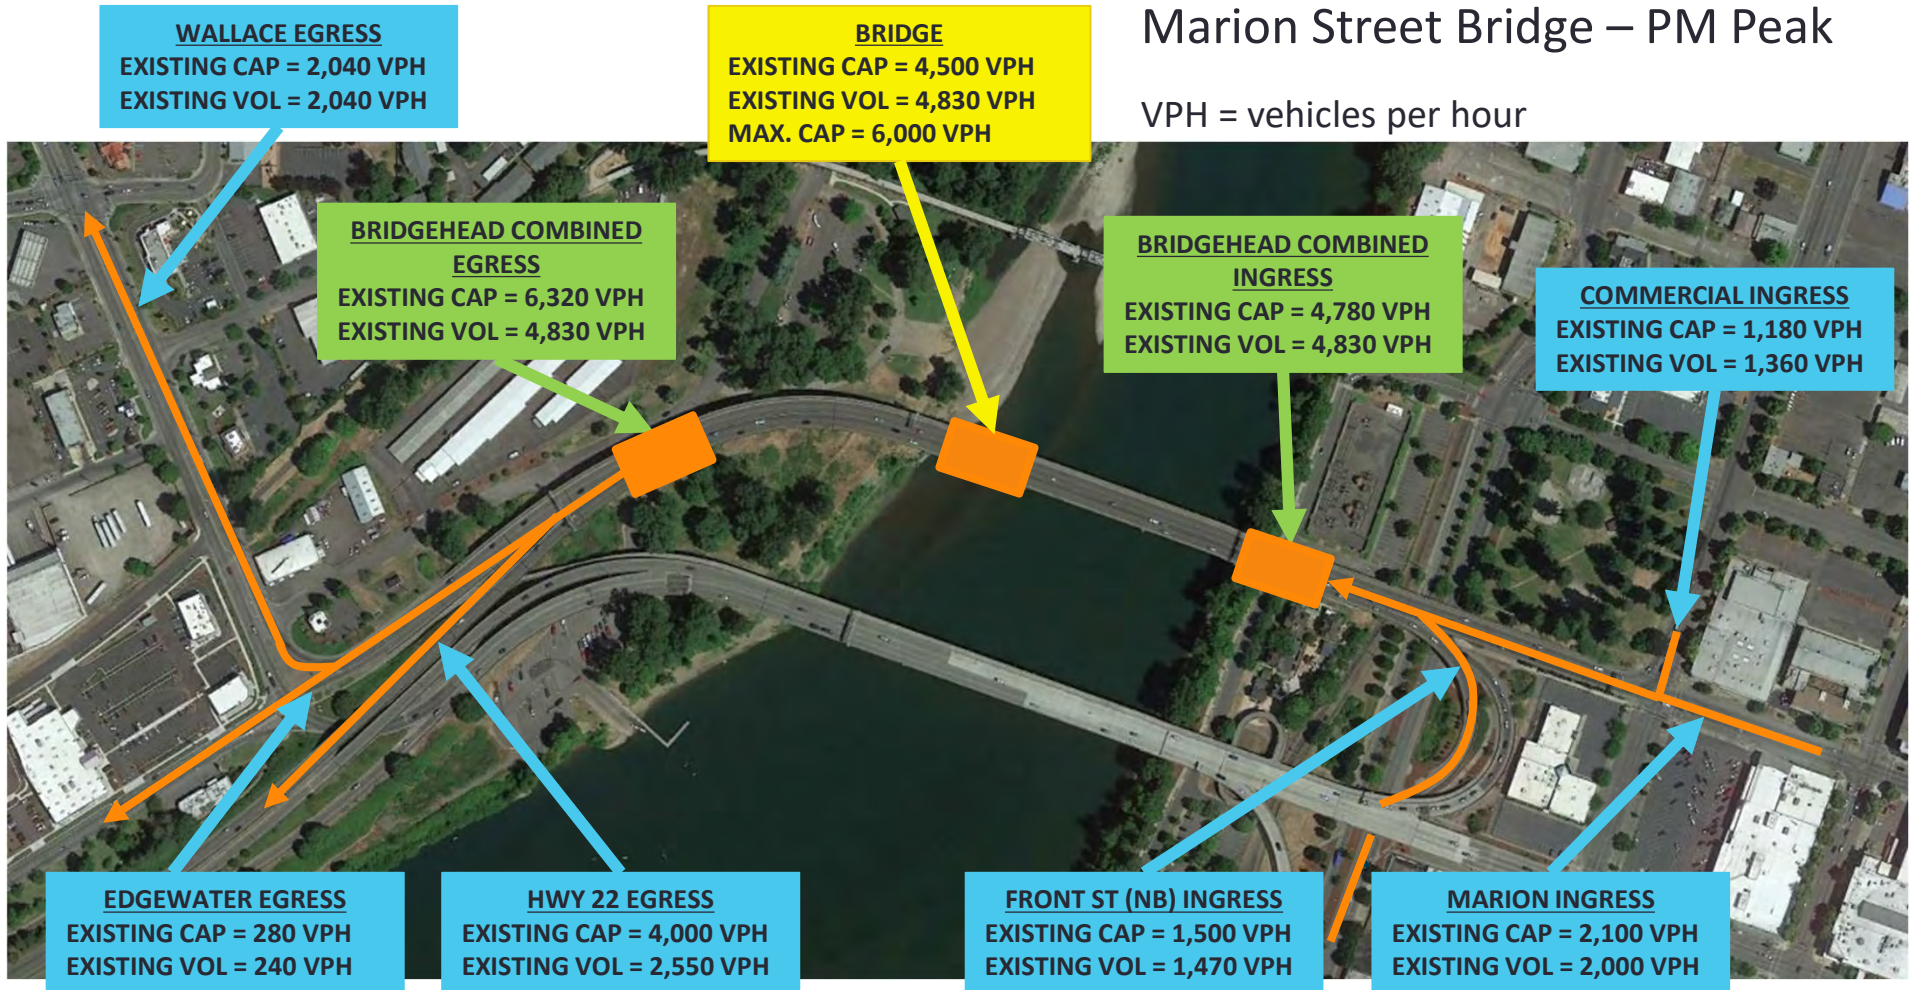 Marion Street Bridge – PM Peak
VPH = vehicles per hour
WALLACE EGRESS
EXISTING CAP = 2,040 VPH
EXISTING VOL = 2,040 VPH
BRIDGE
EXISTING CAP = 4,500 VPH
EXISTING VOL = 4,830 VPH
MAX. CAP = 6,000 VPH
BRIDGEHEAD COMBINED
EGRESS
EXISTING CAP = 6,320 VPH
EXISTING VOL = 4,830 VPH
BRIDGEHEAD COMBINED
INGRESS
EXISTING CAP = 4,780 VPH
EXISTING VOL = 4,830 VPH
COMMERCIAL INGRESS
EXISTING CAP = 1,180 VPH
EXISTING VOL = 1,360 VPH
EDGEWATER EGRESS
EXISTING CAP = 280 VPH
EXISTING VOL = 240 VPH
HWY 22 EGRESS
EXISTING CAP = 4,000 VPH
EXISTING VOL = 2,550 VPH
FRONT ST (NB) INGRESS
EXISTING CAP = 1,500 VPH
EXISTING VOL = 1,470 VPH
MARION INGRESS
EXISTING CAP = 2,100 VPH
EXISTING VOL = 2,000 VPH